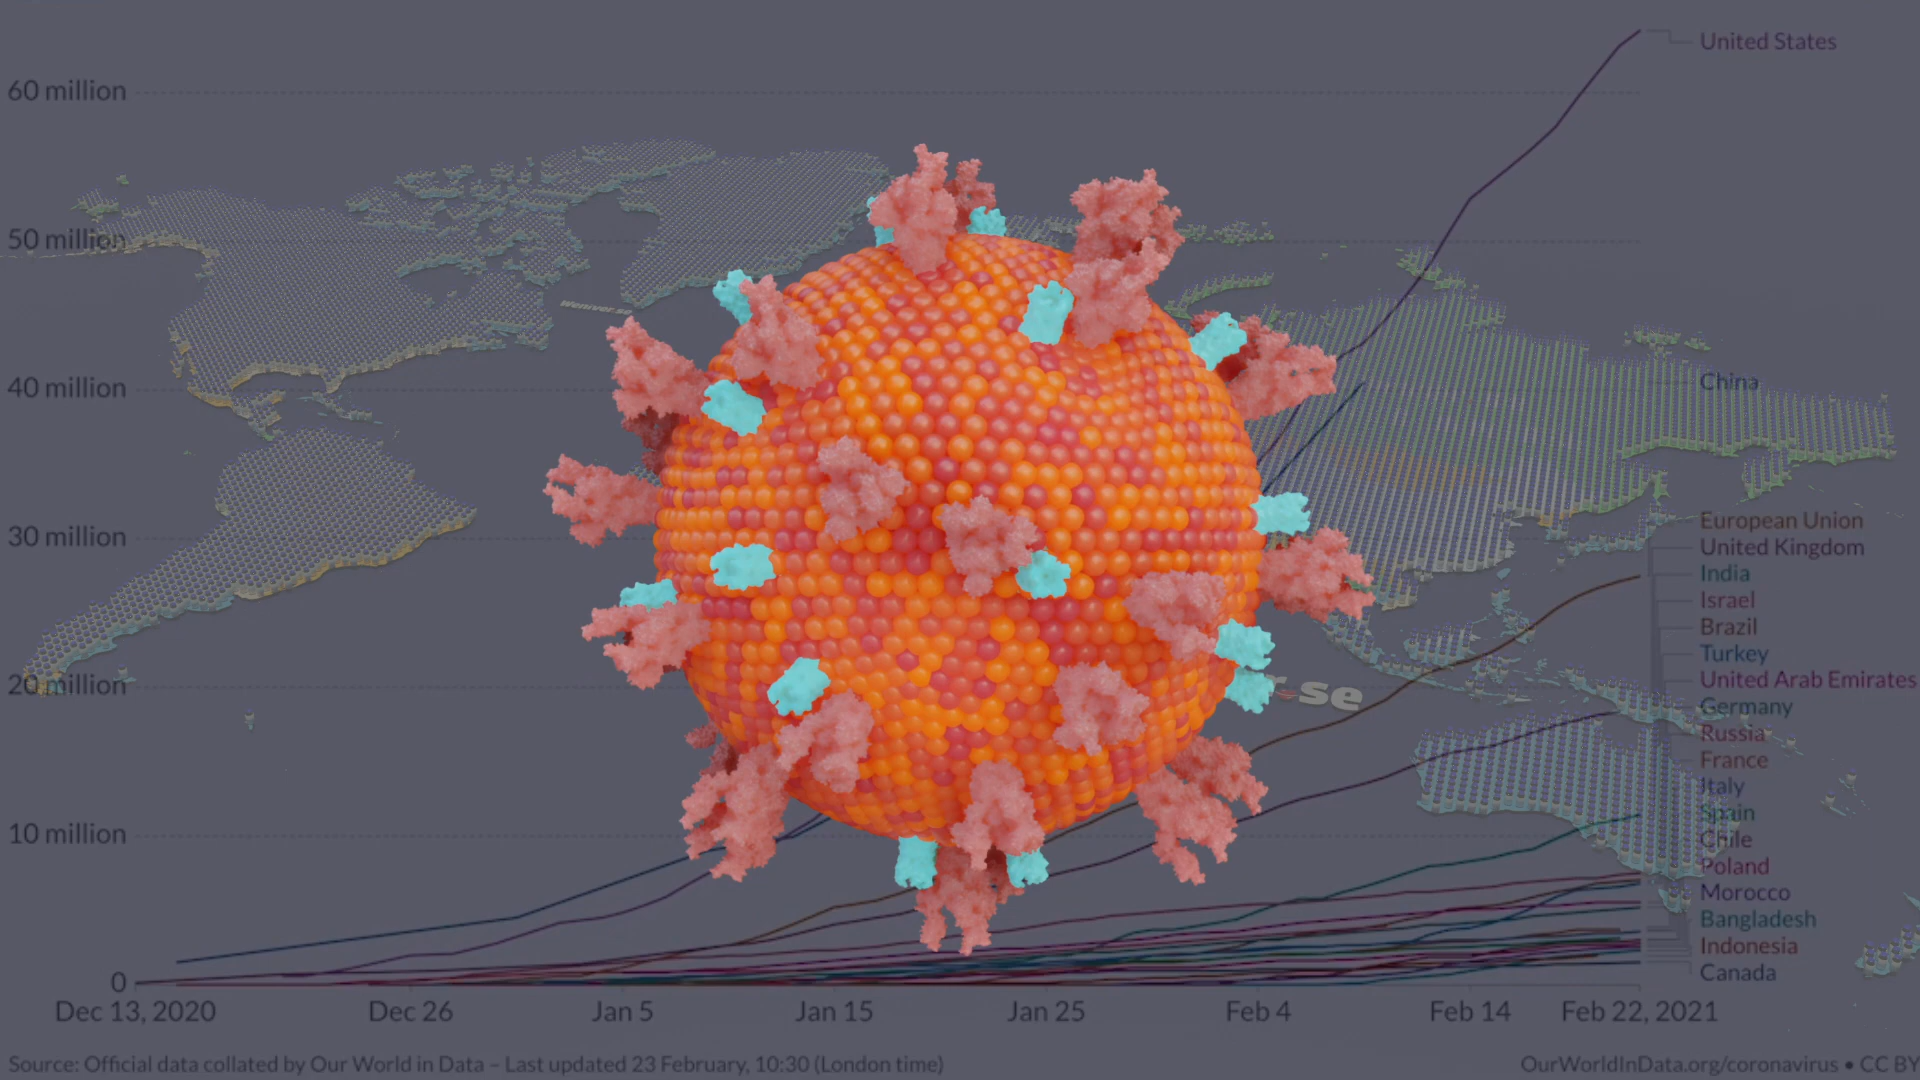 United States
60 million
50 million
40 million
China
30 million
European Union
United Kingdom
India
Israel
Brazil
Turkey
20 million
United Arab Emirates
Germany
Russia
France
Italy
Spain
10 million
Chile
Poland
Morocco
Bangladesh
Indonesia
0
Canada
Dec 13, 2020
Dec 26
Jan 5
Jan 15
Jan 25
Feb 4
Feb 14
Feb 22, 2021
Source: Official data collated by Our World in Data – Last updated 23 February, 10:30 (London time)
OurWorldInData.org/coronavirus • CC BY